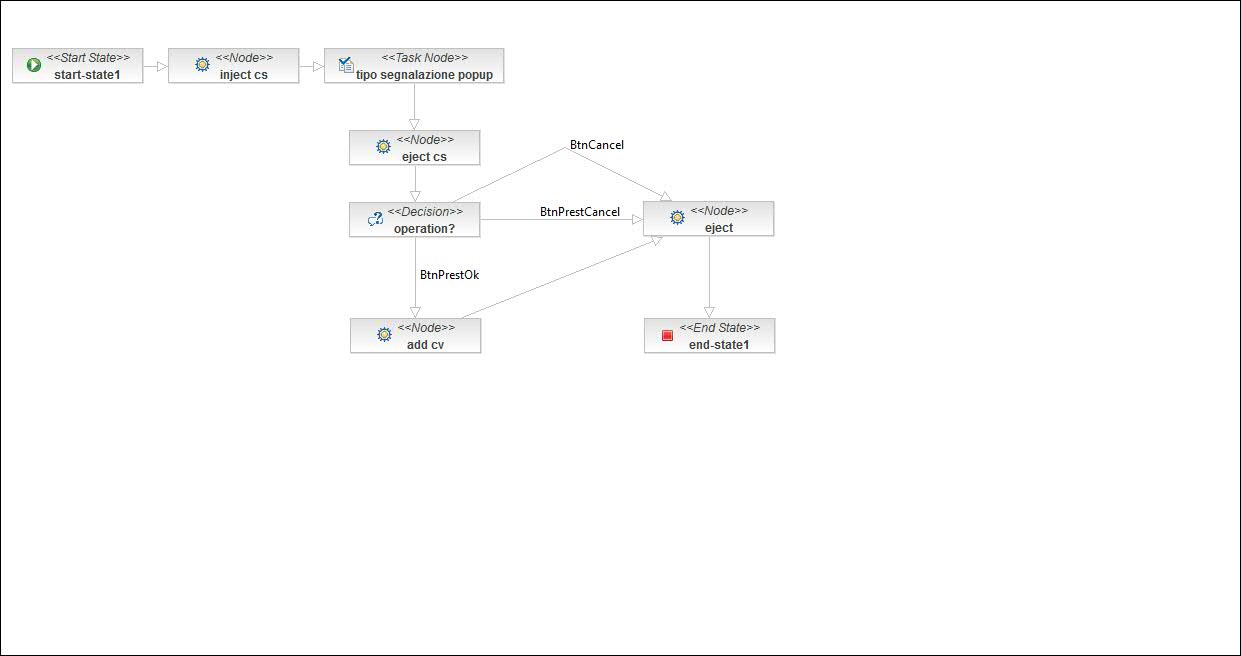 <<Start State>>
start-state1
<<Node>>
inject cs
<<Task Node>>
tipo segnalazione popup
<<Node>>
eject cs
BtnCancel
<<Decision>>
operation?
BtnPrestCancel
<<Node>>
eject
BtnPrestOk
<<Node>>
add cv
<<End State>>
end-state1